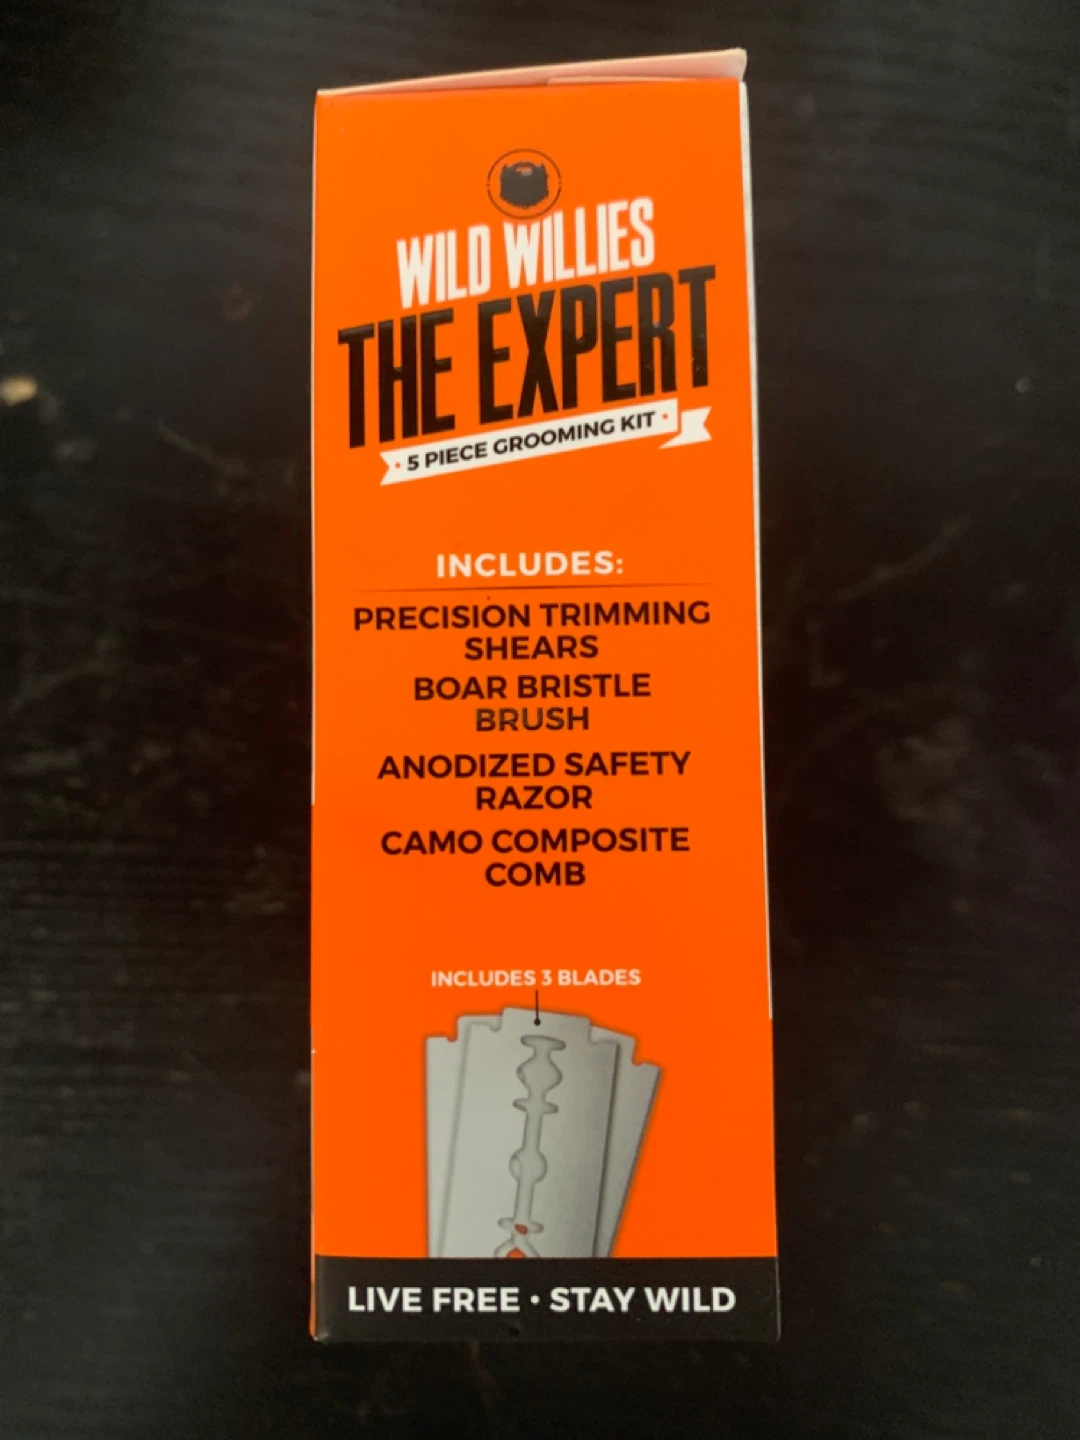 WILD WILLIES
THE EXPERT
• 5 PIECE GROOMING KIT •
INCLUDES:
PRECISION TRIMMING
SHEARS
BOAR BRISTLE
BRUSH
ANODIZED SAFETY
RAZOR
CAMO COMPOSITE
COMB
INCLUDES 3 BLADES
LIVE FREE • STAY WILD